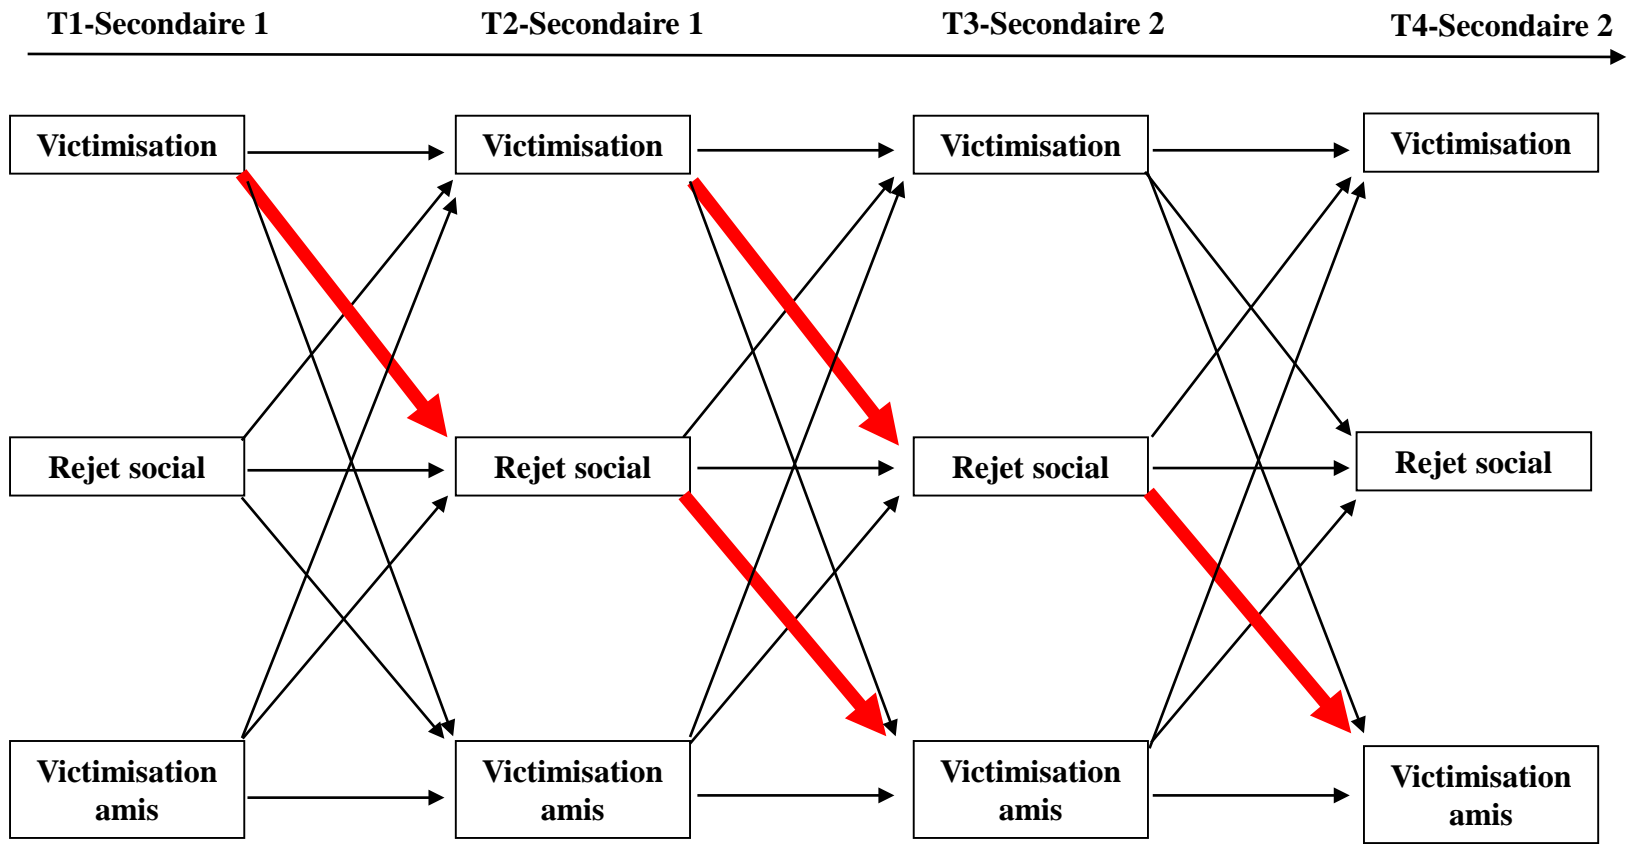 T1-Secondaire 1
T2-Secondaire 1
T3-Secondaire 2
T4-Secondaire 2
Victimisation
Victimisation
Victimisation
Victimisation
Rejet social
Rejet social
Rejet social
Rejet social
Victimisation
amis
Victimisation
amis
Victimisation
amis
Victimisation
amis